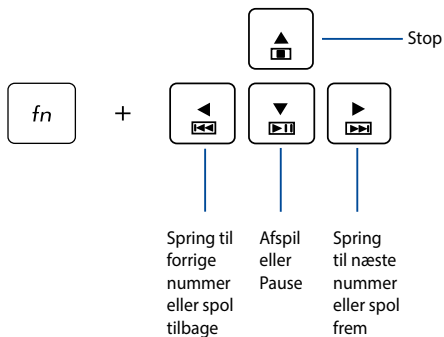 Stop
fn +
Spring til
forrige
nummer
eller spol
tilbage
Afspil
eller
Pause
Spring
til næste
nummer
eller spol
frem